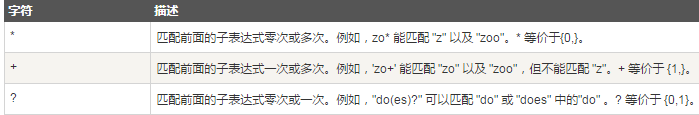 字符 描述
* 匹配前面的子表达式零次或多次。例如，zo* 能匹配 "z" 以及 "zoo"。* 等价于{0,}。
+ 匹配前面的子表达式一次或多次。例如，'zo+' 能匹配 "zo" 以及 "zoo"，但不能匹配 "z"。+ 等价于 {1,}。
? 匹配前面的子表达式零次或一次。例如，"do(es)?" 可以匹配 "do" 或 "does" 中的"do" 。? 等价于 {0,1}。